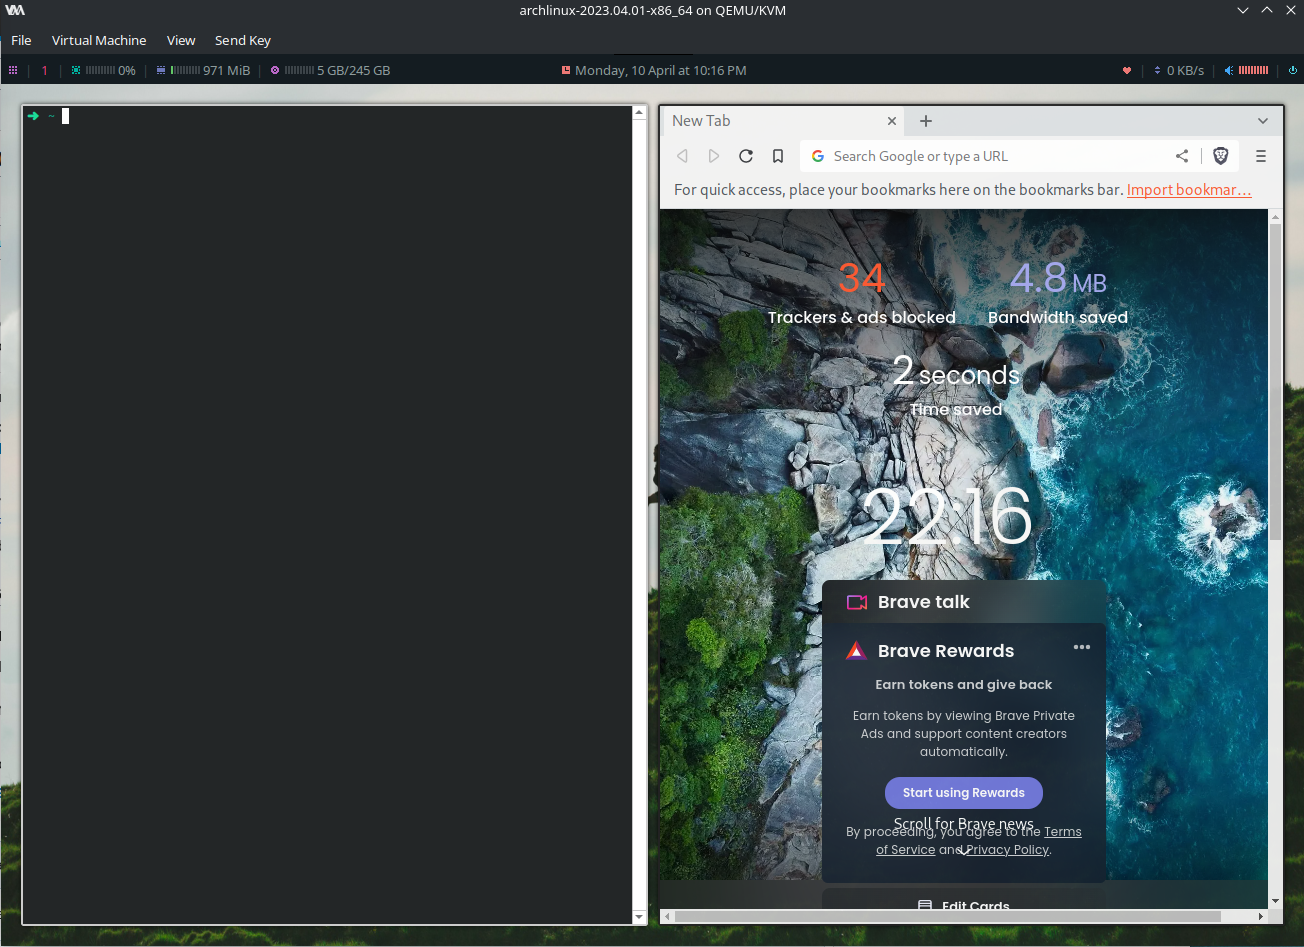 archlinux-2023.04.01-x86_64 on QEMU/KVM
File Virtual Machine View Send Key
1 0% 971 MiB 5 GB/245 GB Monday, 10 April at 10:16 PM 0 KB/s
~
New Tab
Search Google or type a URL
For quick access, place your bookmarks here on the bookmarks bar. Import bookmar…
34 4.8 MB
Trackers & ads blocked Bandwidth saved
2 seconds
Time saved
22:16
Brave talk
Brave Rewards
Earn tokens and give back
Earn tokens by viewing Brave Private
Ads and support content creators
automatically.
Start using Rewards
Scroll for Brave news
By proceeding, you agree to the Terms
of Service and Privacy Policy.
Edit Cards